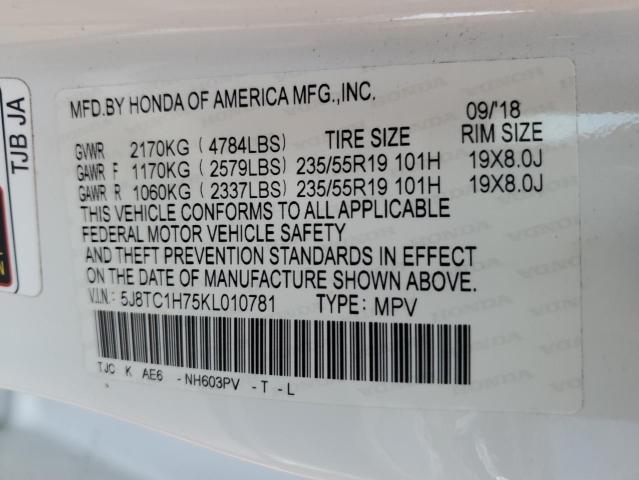 MFD.BY HONDA OF AMERICA MFG.,INC.
09/'18
GVWR 2170KG (4784LBS) TIRE SIZE RIM SIZE
GAWR F 1170KG (2579LBS) 235/55R19 101H 19X8.0J
GAWR R 1060KG (2337LBS) 235/55R19 101H 19X8.0J
THIS VEHICLE CONFORMS TO ALL APPLICABLE
FEDERAL MOTOR VEHICLE SAFETY
AND THEFT PREVENTION STANDARDS IN EFFECT
ON THE DATE OF MANUFACTURE SHOWN ABOVE.
V.I.N.: 5J8TC1H75KL010781 TYPE: MPV
TJC K AE6 -NH603PV -T -L
TJB JA